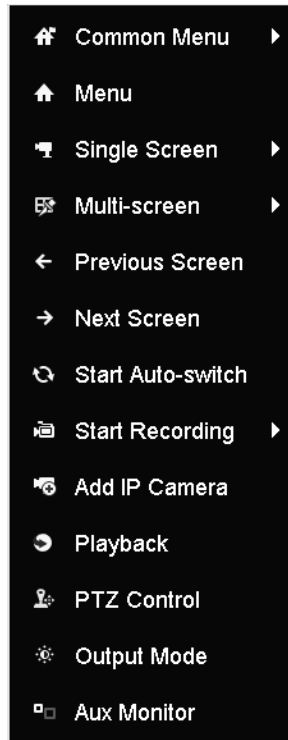 Common Menu
Menu
Single Screen
Multi-screen
Previous Screen
Next Screen
Start Auto-switch
Start Recording
Add IP Camera
Playback
PTZ Control
Output Mode
Aux Monitor